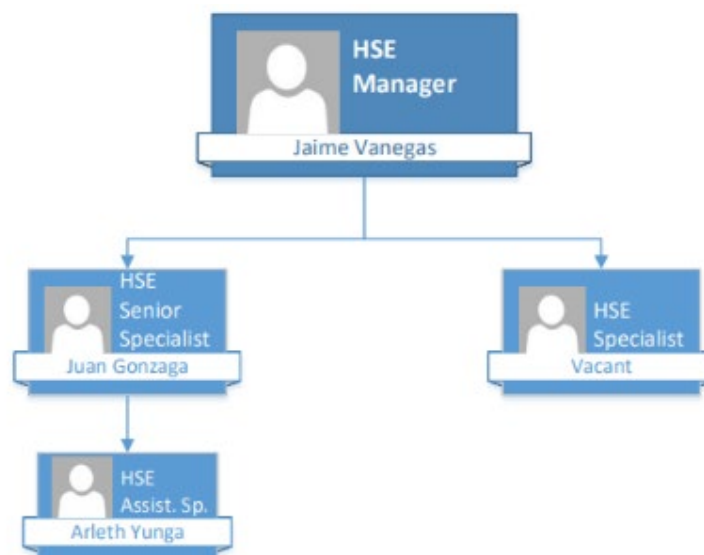 HSE
Manager
Jaime Vanegas
HSE
Senior
Specialist
Juan Gonzaga
HSE
Specialist
Vacant
HSE
Assist. Sp.
Arleth Yunga